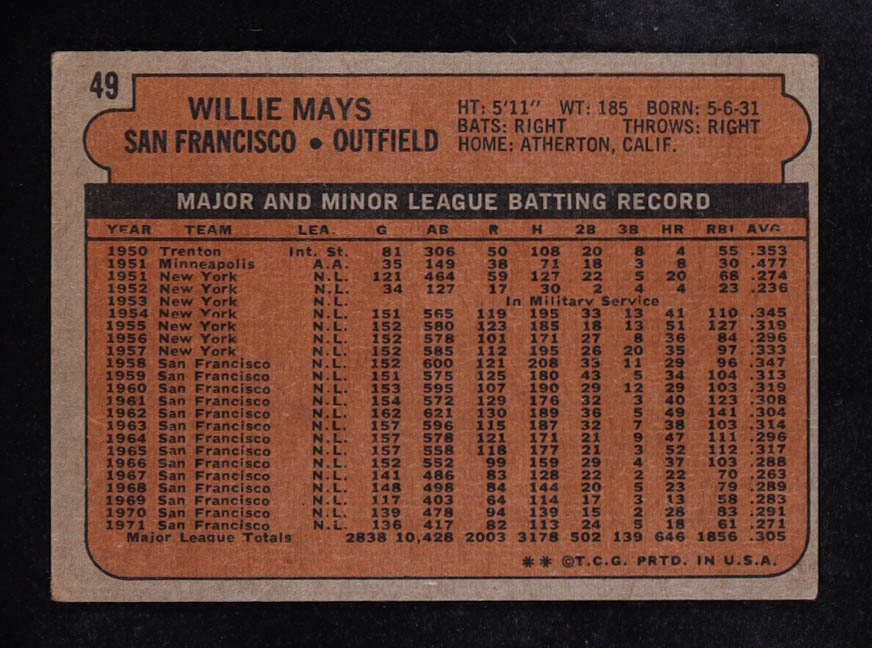 49
WILLIE MAYS
SAN FRANCISCO • OUTFIELD
HT: 5'11" WT: 185 BORN: 5-6-31
BATS: RIGHT THROWS: RIGHT
HOME: ATHERTON, CALIF.
MAJOR AND MINOR LEAGUE BATTING RECORD
YEAR TEAM LEA. G AB R H 2B 3B HR RBI AVG.
1950 Trenton Int. St. 81 306 50 108 20 8 4 55 .353
1951 Minneapolis A.A. 35 149 58 71 18 3 8 30 .477
1951 New York N.L. 121 464 59 127 22 5 20 68 .274
1952 New York N.L. 34 127 17 30 2 4 4 23 .236
1953 New York N.L. In Military Service
1954 New York N.L. 151 565 119 195 33 13 41 110 .345
1955 New York N.L. 152 580 123 185 18 13 51 127 .319
1956 New York N.L. 152 578 101 171 27 8 36 84 .296
1957 New York N.L. 152 585 112 195 26 20 35 97 .333
1958 San Francisco N.L. 152 600 121 208 33 11 29 96 .347
1959 San Francisco N.L. 151 575 125 180 43 5 34 104 .313
1960 San Francisco N.L. 153 595 107 190 29 12 29 103 .319
1961 San Francisco N.L. 154 572 129 176 32 3 40 123 .308
1962 San Francisco N.L. 162 621 130 189 36 5 49 141 .304
1963 San Francisco N.L. 157 596 115 187 32 7 38 103 .314
1964 San Francisco N.L. 157 578 121 171 21 9 47 111 .296
1965 San Francisco N.L. 157 558 118 177 21 3 52 112 .317
1966 San Francisco N.L. 152 552 99 159 29 4 37 103 .288
1967 San Francisco N.L. 141 486 83 128 22 2 22 70 .263
1968 San Francisco N.L. 148 498 84 144 20 5 23 79 .289
1969 San Francisco N.L. 117 403 64 114 17 3 13 58 .283
1970 San Francisco N.L. 139 478 94 139 15 2 28 83 .291
1971 San Francisco N.L. 136 417 82 113 24 5 18 61 .271
Major League Totals 2838 10,428 2003 3178 502 139 646 1856 .305
** ©T.C.G. PRTD. IN U.S.A.